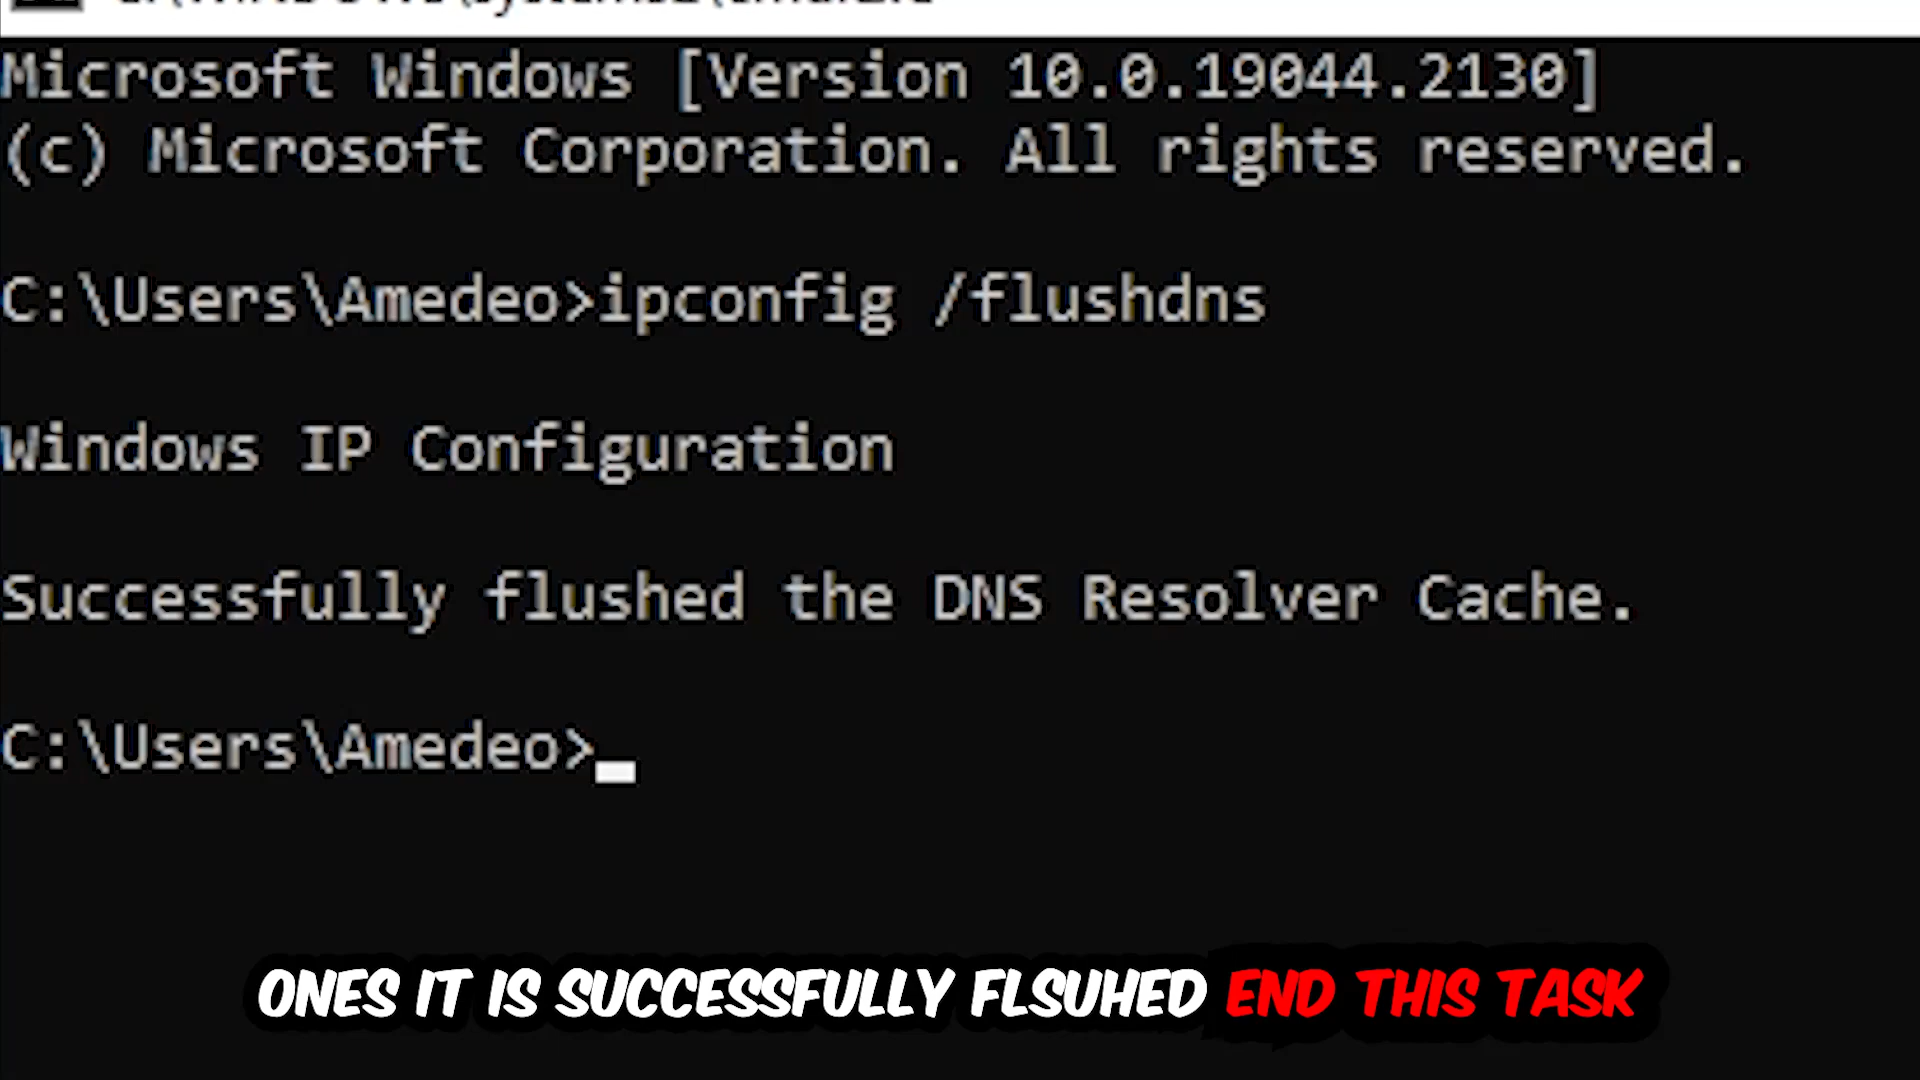 Microsoft Windows [Version 10.0.19044.2130]
(c) Microsoft Corporation. All rights reserved.
C:\Users\Amedeo>ipconfig /flushdns
Windows IP Configuration
Successfully flushed the DNS Resolver Cache.
C:\Users\Amedeo>
ONES IT IS SUCCESSFULLY FLSUHED END THIS TASK